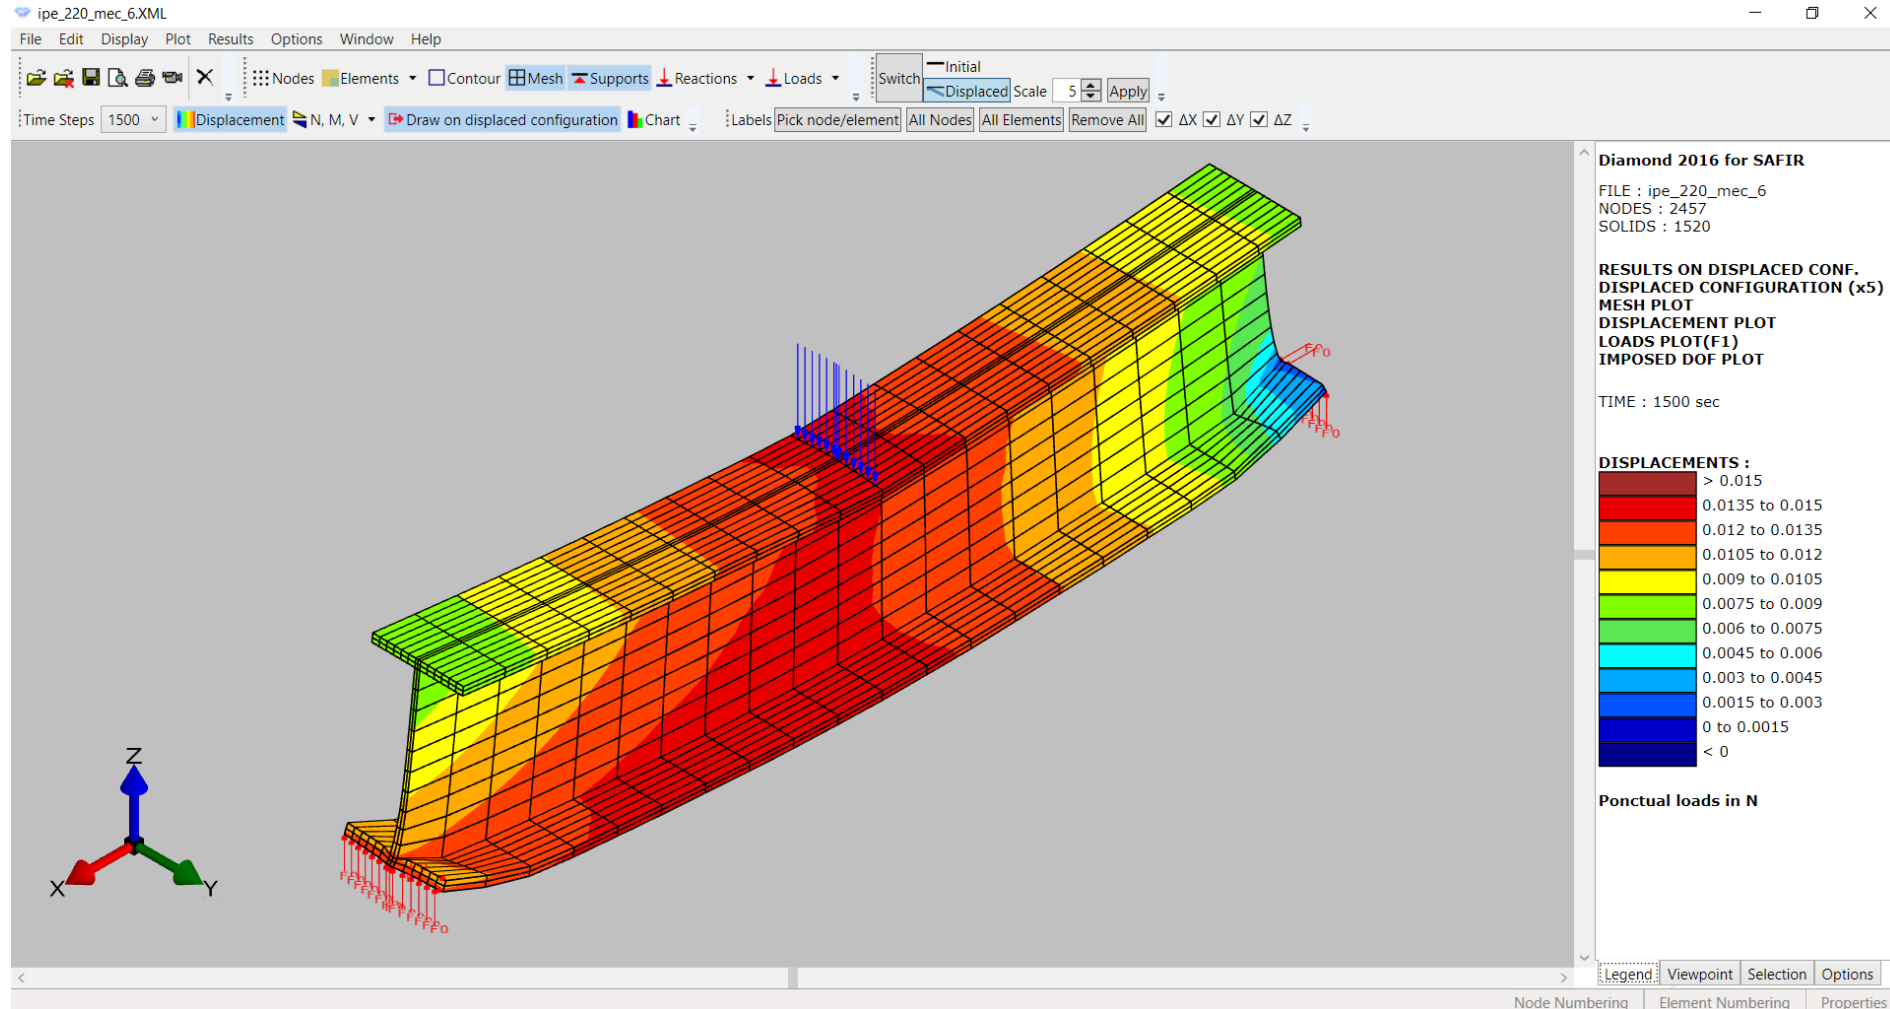 ipe_220_mec_6.XML
File Edit Display Plot Results Options Window Help
Nodes Elements Contour Mesh Supports Reactions Loads Switch Initial
Displaced Scale 5 Apply
Time Steps 1500 Displacement N, M, V Draw on displaced configuration Chart Labels Pick node/element All Nodes All Elements Remove All ΔX ΔY ΔZ
Diamond 2016 for SAFIR
FILE : ipe_220_mec_6
NODES : 2457
SOLIDS : 1520
RESULTS ON DISPLACED CONF.
DISPLACED CONFIGURATION (x5)
MESH PLOT
DISPLACEMENT PLOT
LOADS PLOT(F1)
IMPOSED DOF PLOT
TIME : 1500 sec
DISPLACEMENTS :
> 0.015
0.0135 to 0.015
0.012 to 0.0135
0.0105 to 0.012
0.009 to 0.0105
0.0075 to 0.009
0.006 to 0.0075
0.0045 to 0.006
0.003 to 0.0045
0.0015 to 0.003
0 to 0.0015
< 0
Ponctual loads in N
Z
X
Y
Legend Viewpoint Selection Options
Node Numbering Element Numbering Properties